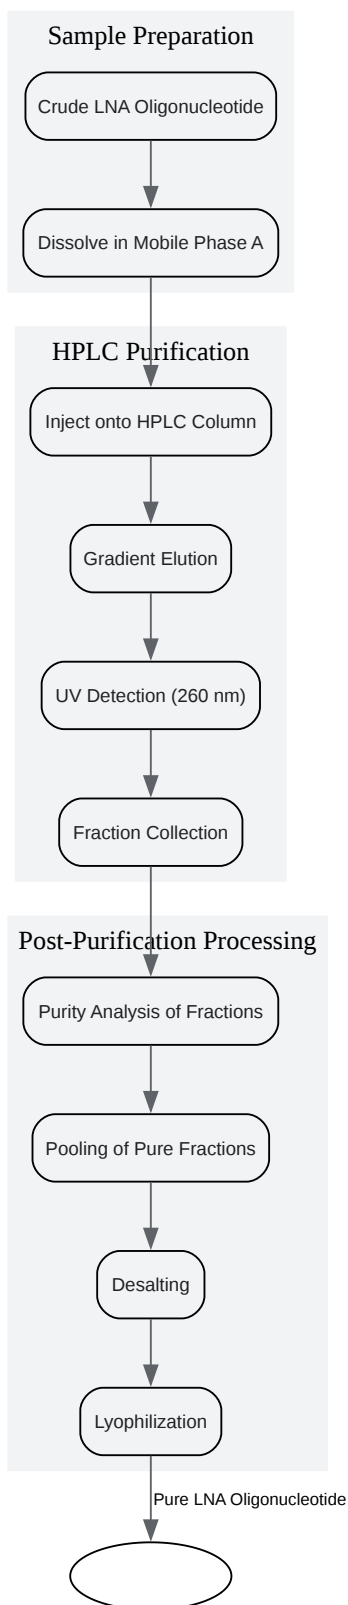 Sample Preparation
Crude LNA Oligonucleotide
Dissolve in Mobile Phase A
HPLC Purification
Inject onto HPLC Column
Gradient Elution
UV Detection (260 nm)
Fraction Collection
Post-Purification Processing
Purity Analysis of Fractions
Pooling of Pure Fractions
Desalting
Lyophilization
Pure LNA Oligonucleotide